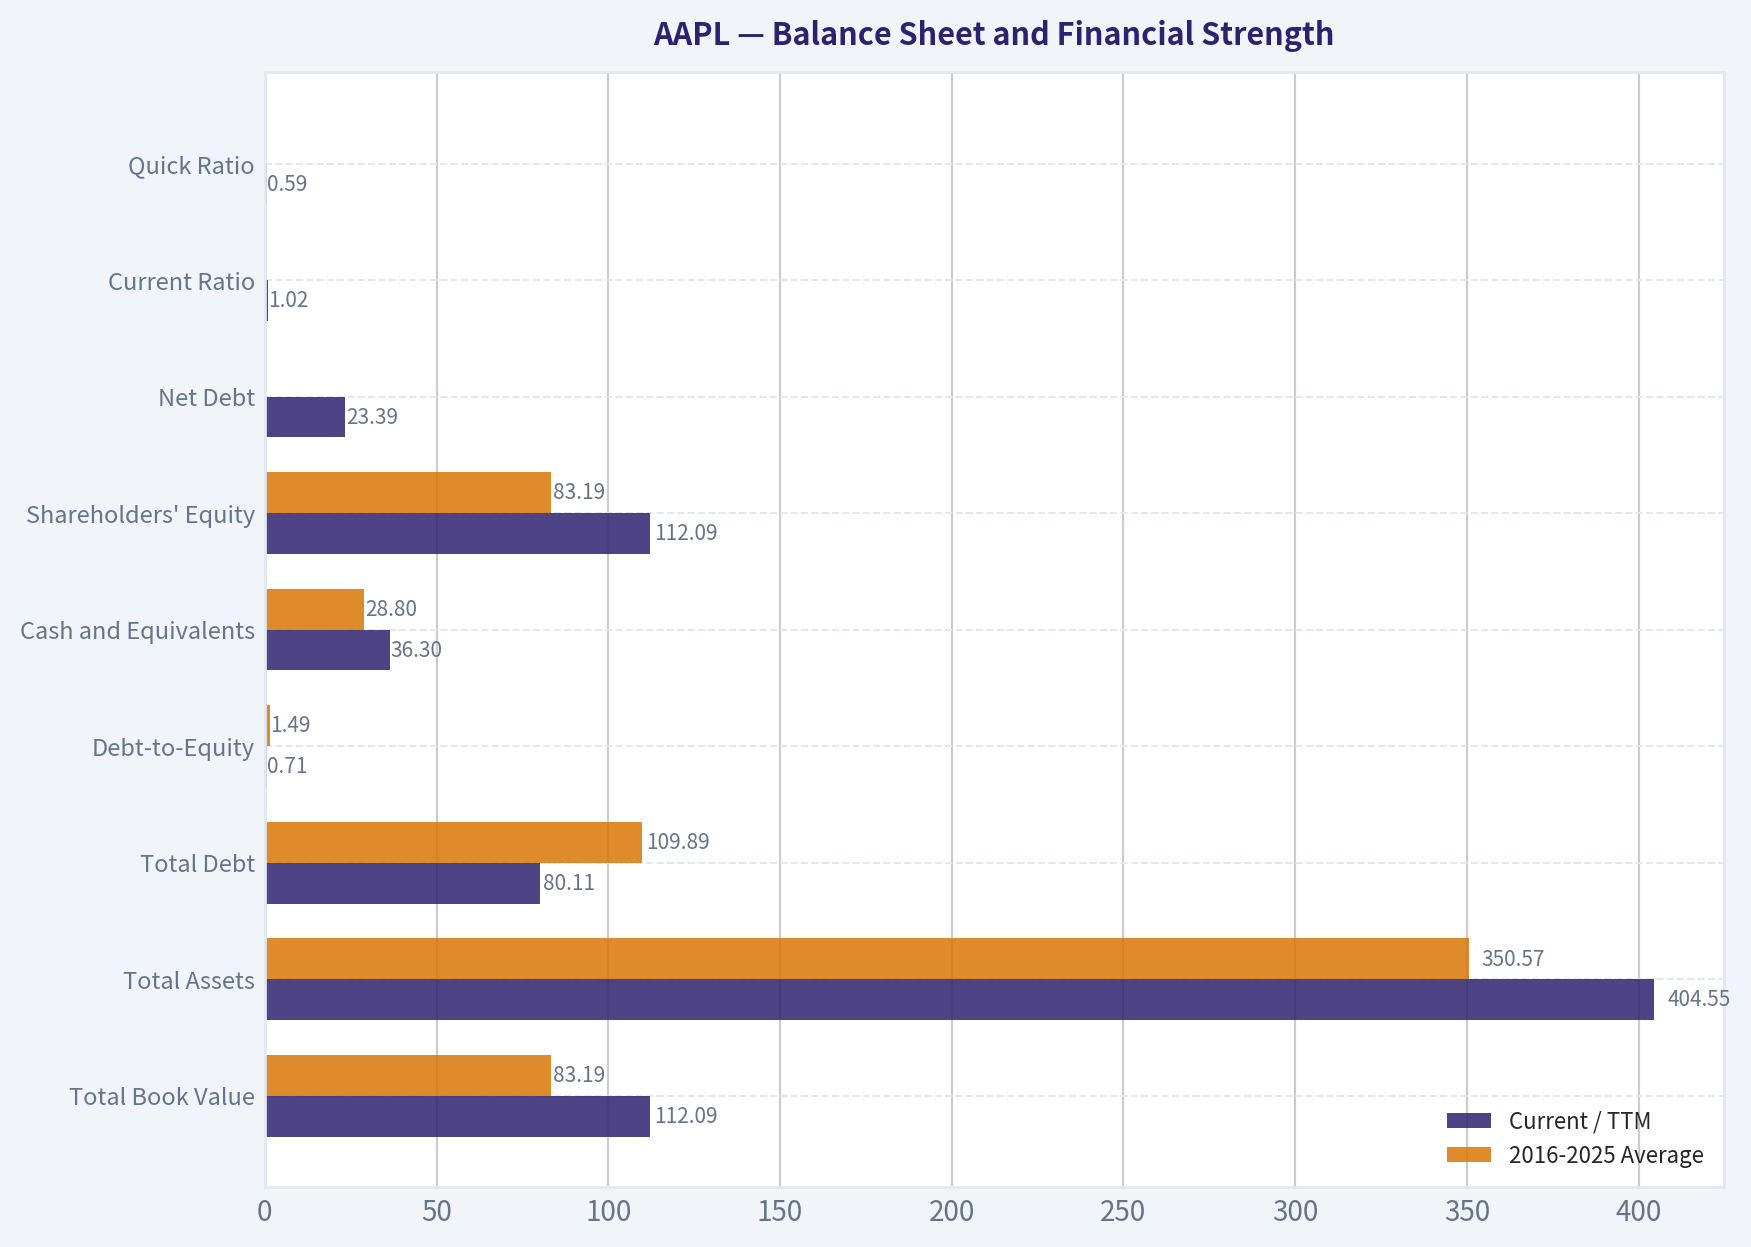 AAPL — Balance Sheet and Financial Strength
Quick Ratio
0.59
Current Ratio
1.02
Net Debt
23.39
Shareholders' Equity
83.19
112.09
Cash and Equivalents
28.80
36.30
Debt-to-Equity
1.49
0.71
Total Debt
109.89
80.11
Total Assets
350.57
404.55
Total Book Value
83.19
112.09
Current / TTM
2016-2025 Average
0 50 100 150 200 250 300 350 400